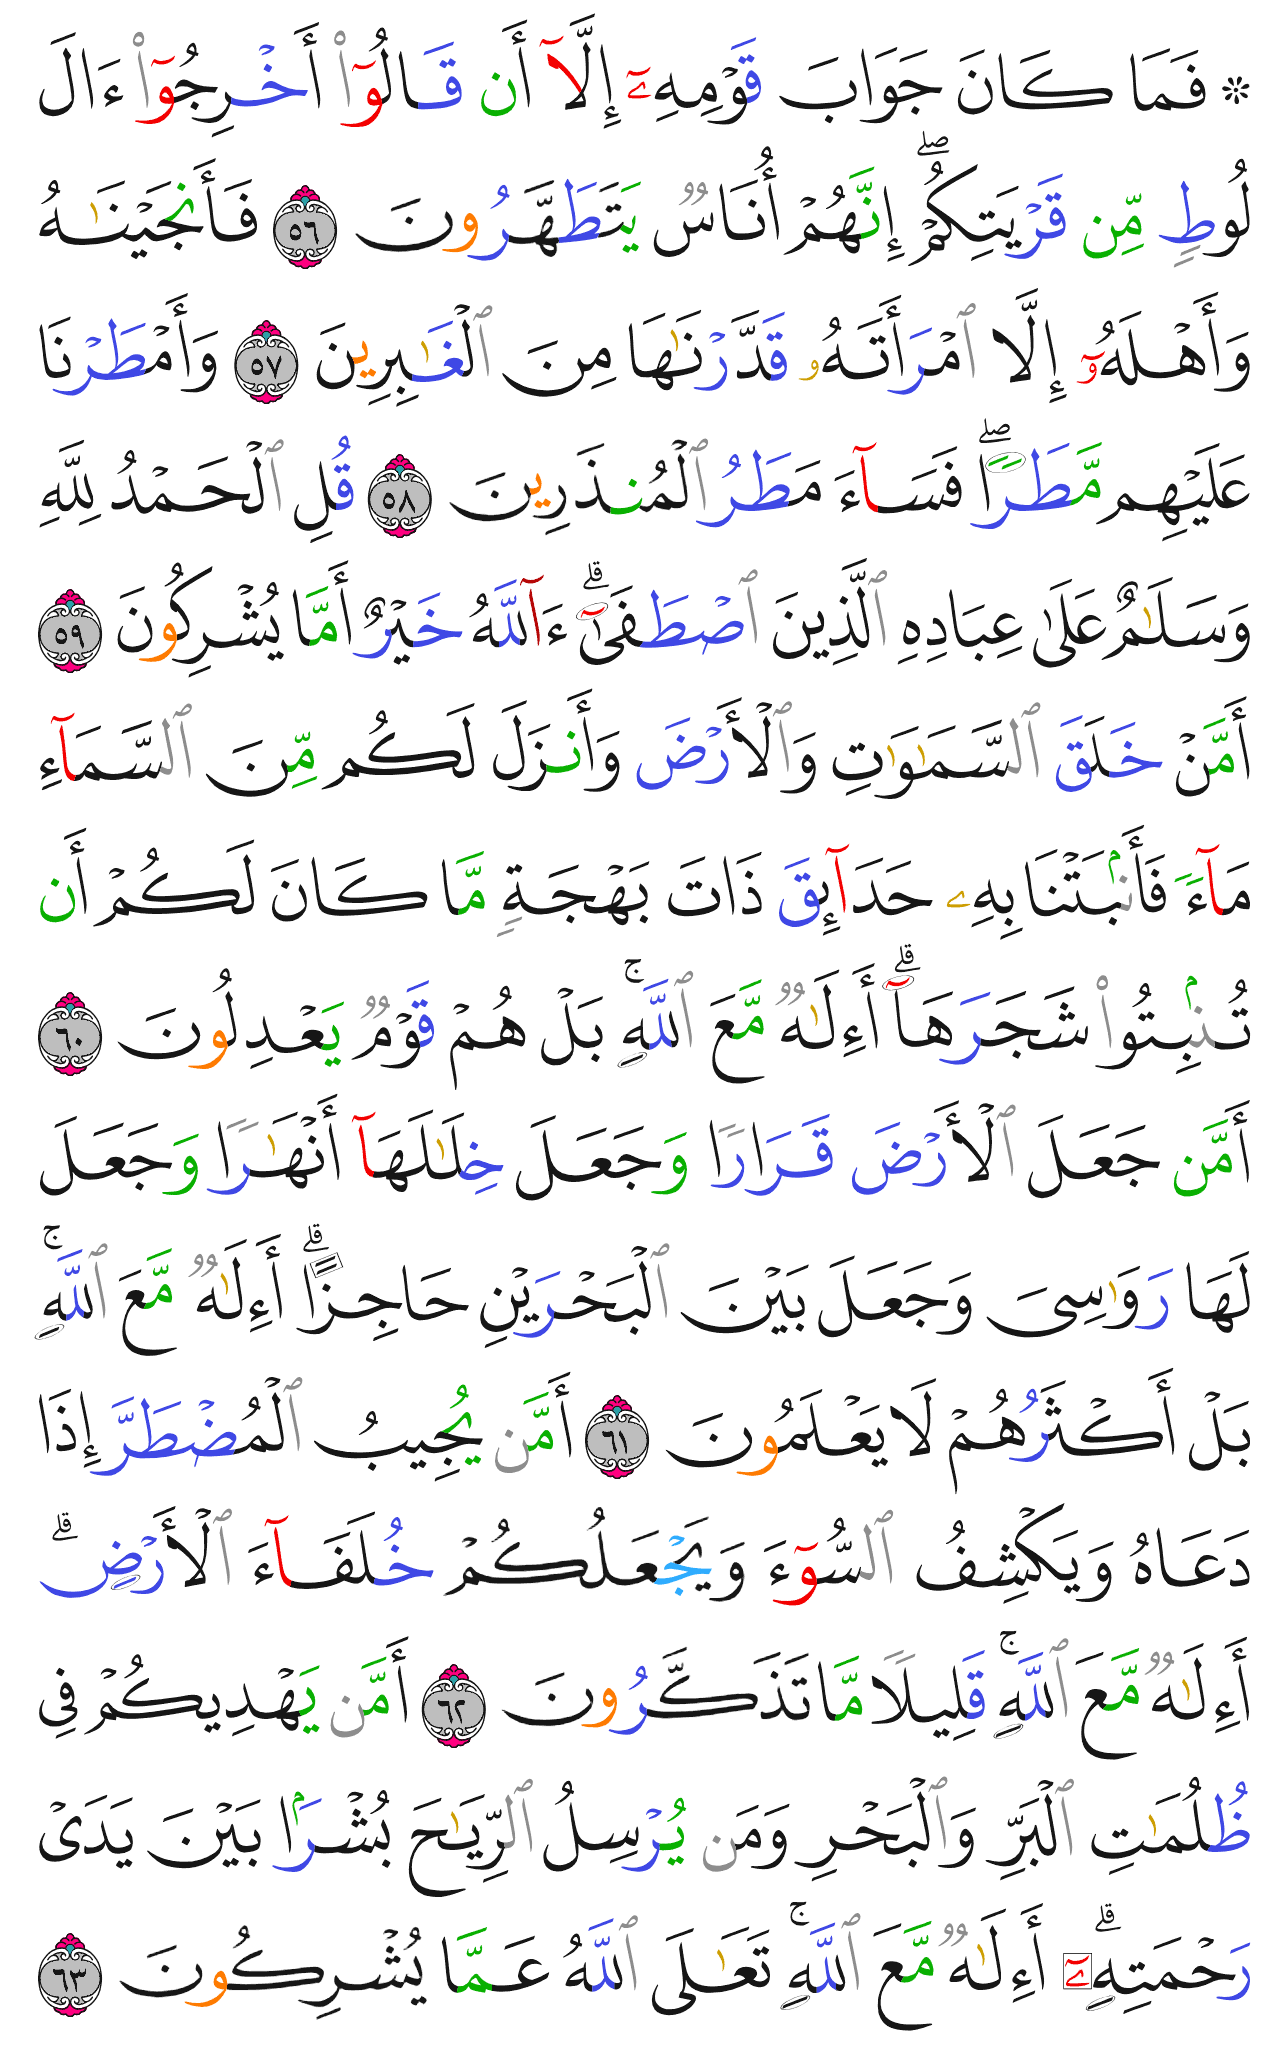 ۞ فَمَا كَانَ جَوَابَ قَوْمِهِۦٓ إِلَّآ أَن قَالُوٓا۟ أَخْرِجُوٓا۟ ءَالَ
لُوطٍ مِّن قَرْيَتِكُمْ ۖ إِنَّهُمْ أُنَاسٌ يَتَطَهَّرُونَ ٥٦ فَأَنجَيْنَـٰهُ
وَأَهْلَهُۥٓ إِلَّا ٱمْرَأَتَهُۥ قَدَّرْنَـٰهَا مِنَ ٱلْغَـٰبِرِينَ ٥٧ وَأَمْطَرْنَا
عَلَيْهِم مَّطَرًا ۖ فَسَآءَ مَطَرُ ٱلْمُنذَرِينَ ٥٨ قُلِ ٱلْحَمْدُ لِلَّهِ
وَسَلَـٰمٌ عَلَىٰ عِبَادِهِ ٱلَّذِينَ ٱصْطَفَىٰٓ ۗ ءَآللَّهُ خَيْرٌ أَمَّا يُشْرِكُونَ ٥٩
أَمَّنْ خَلَقَ ٱلسَّمَـٰوَٰتِ وَٱلْأَرْضَ وَأَنزَلَ لَكُم مِّنَ ٱلسَّمَآءِ
مَآءً فَأَنۢبَتْنَا بِهِۦ حَدَآئِقَ ذَاتَ بَهْجَةٍ مَّا كَانَ لَكُمْ أَن
تُنۢبِتُوا۟ شَجَرَهَآ ۗ أَءِلَـٰهٌ مَّعَ ٱللَّهِ ۚ بَلْ هُمْ قَوْمٌ يَعْدِلُونَ ٦٠
أَمَّن جَعَلَ ٱلْأَرْضَ قَرَارًا وَجَعَلَ خِلَـٰلَهَآ أَنْهَـٰرًا وَجَعَلَ
لَهَا رَوَٰسِىَ وَجَعَلَ بَيْنَ ٱلْبَحْرَيْنِ حَاجِزًا ۗ أَءِلَـٰهٌ مَّعَ ٱللَّهِ ۚ
بَلْ أَكْثَرُهُمْ لَا يَعْلَمُونَ ٦١ أَمَّن يُجِيبُ ٱلْمُضْطَرَّ إِذَا
دَعَاهُ وَيَكْشِفُ ٱلسُّوٓءَ وَيَجْعَلُكُمْ خُلَفَآءَ ٱلْأَرْضِ ۗ
أَءِلَـٰهٌ مَّعَ ٱللَّهِ ۚ قَلِيلًا مَّا تَذَكَّرُونَ ٦٢ أَمَّن يَهْدِيكُمْ فِى
ظُلُمَـٰتِ ٱلْبَرِّ وَٱلْبَحْرِ وَمَن يُرْسِلُ ٱلرِّيَـٰحَ بُشْرًۢا بَيْنَ يَدَىْ
رَحْمَتِهِۦٓ ۗ أَءِلَـٰهٌ مَّعَ ٱللَّهِ ۚ تَعَـٰلَى ٱللَّهُ عَمَّا يُشْرِكُونَ ٦٣